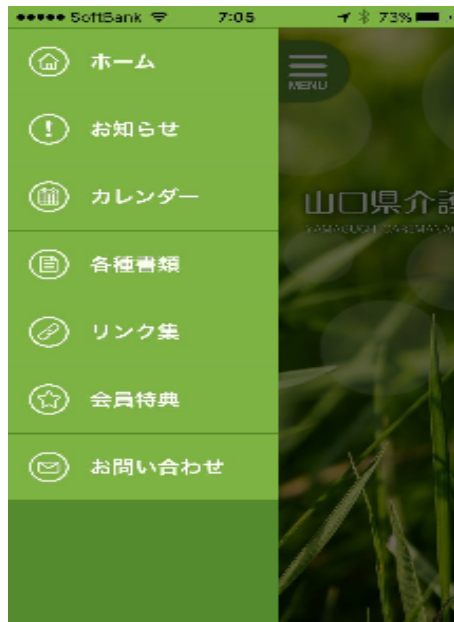 SoftBank 7:05 73%
ホーム
MENU
お知らせ
カレンダー
山口県介護
各種書類
リンク集
会員特典
お問い合わせ